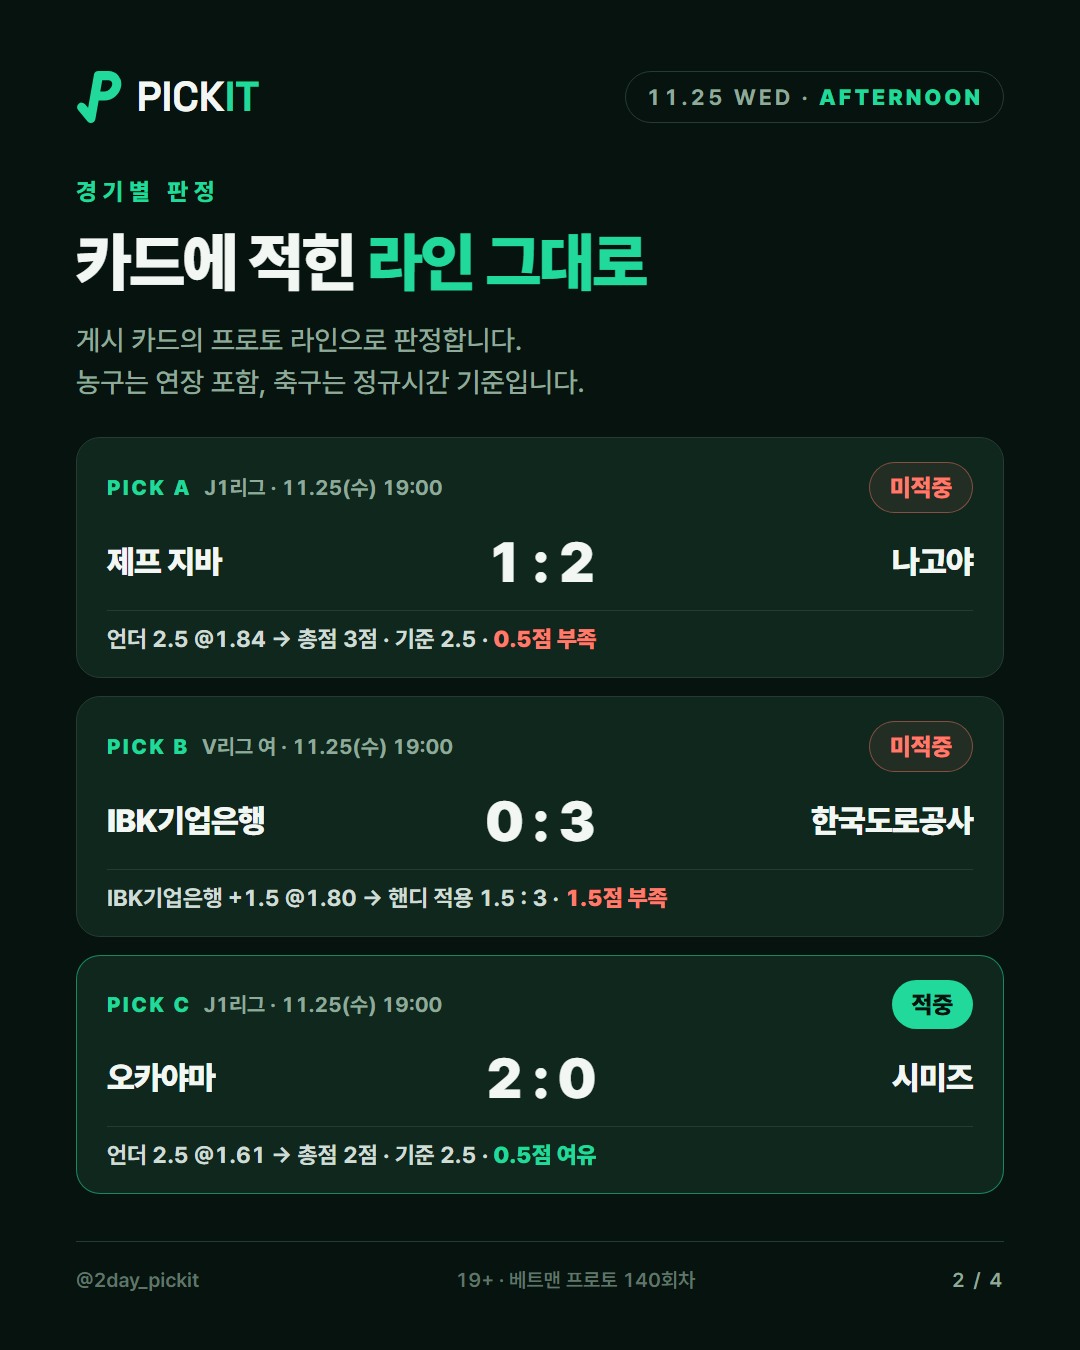 PICKIT
11.25 WED · AFTERNOON
경기별 판정
카드에 적힌 라인 그대로
게시 카드의 프로토 라인으로 판정합니다.
농구는 연장 포함, 축구는 정규시간 기준입니다.
PICK A J1리그 · 11.25(수) 19:00
미적중
제프 지바 1 : 2 나고야
언더 2.5 @1.84 → 총점 3점 · 기준 2.5 · 0.5점 부족
PICK B V리그 여 · 11.25(수) 19:00
미적중
IBK기업은행 0 : 3 한국도로공사
IBK기업은행 +1.5 @1.80 → 핸디 적용 1.5 : 3 · 1.5점 부족
PICK C J1리그 · 11.25(수) 19:00
적중
오카야마 2 : 0 시미즈
언더 2.5 @1.61 → 총점 2점 · 기준 2.5 · 0.5점 여유
@2day_pickit
19+ · 베트맨 프로토 140회차
2 / 4